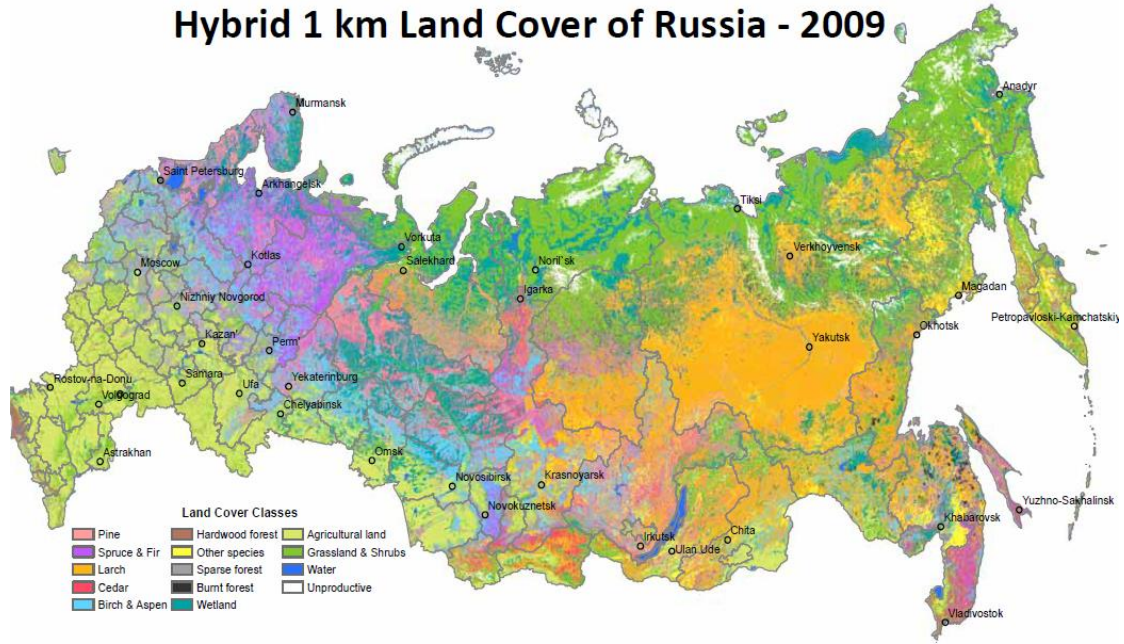 Hybrid 1 km Land Cover of Russia - 2009
Anadyr
Murmansk
Saint Petersburg
Arkhangelsk
Tiksi
Vorkuta
Kotlas
Verkhoyvensk
Moscow
Salekhard
Noril'sk
Igarka
Magadan
Nizhniy Novgorod
Petropavloski-Kamchatskiy
Okhotsk
Kazan'
Perm'
Yakutsk
Rostov-na-Donu
Samara
Ufa
Yekaterinburg
Volgograd
Chelyabinsk
Astrakhan
Omsk
Novosibirsk
Krasnoyarsk
Novokuznetsk
Yuzhno-Sakhalinsk
Khabarovsk
Irkutsk
Ulan Ude
Chita
Vladivostok
Land Cover Classes
Pine
Hardwood forest
Agricultural land
Spruce & Fir
Other species
Grassland & Shrubs
Larch
Sparse forest
Water
Cedar
Burnt forest
Unproductive
Birch & Aspen
Wetland